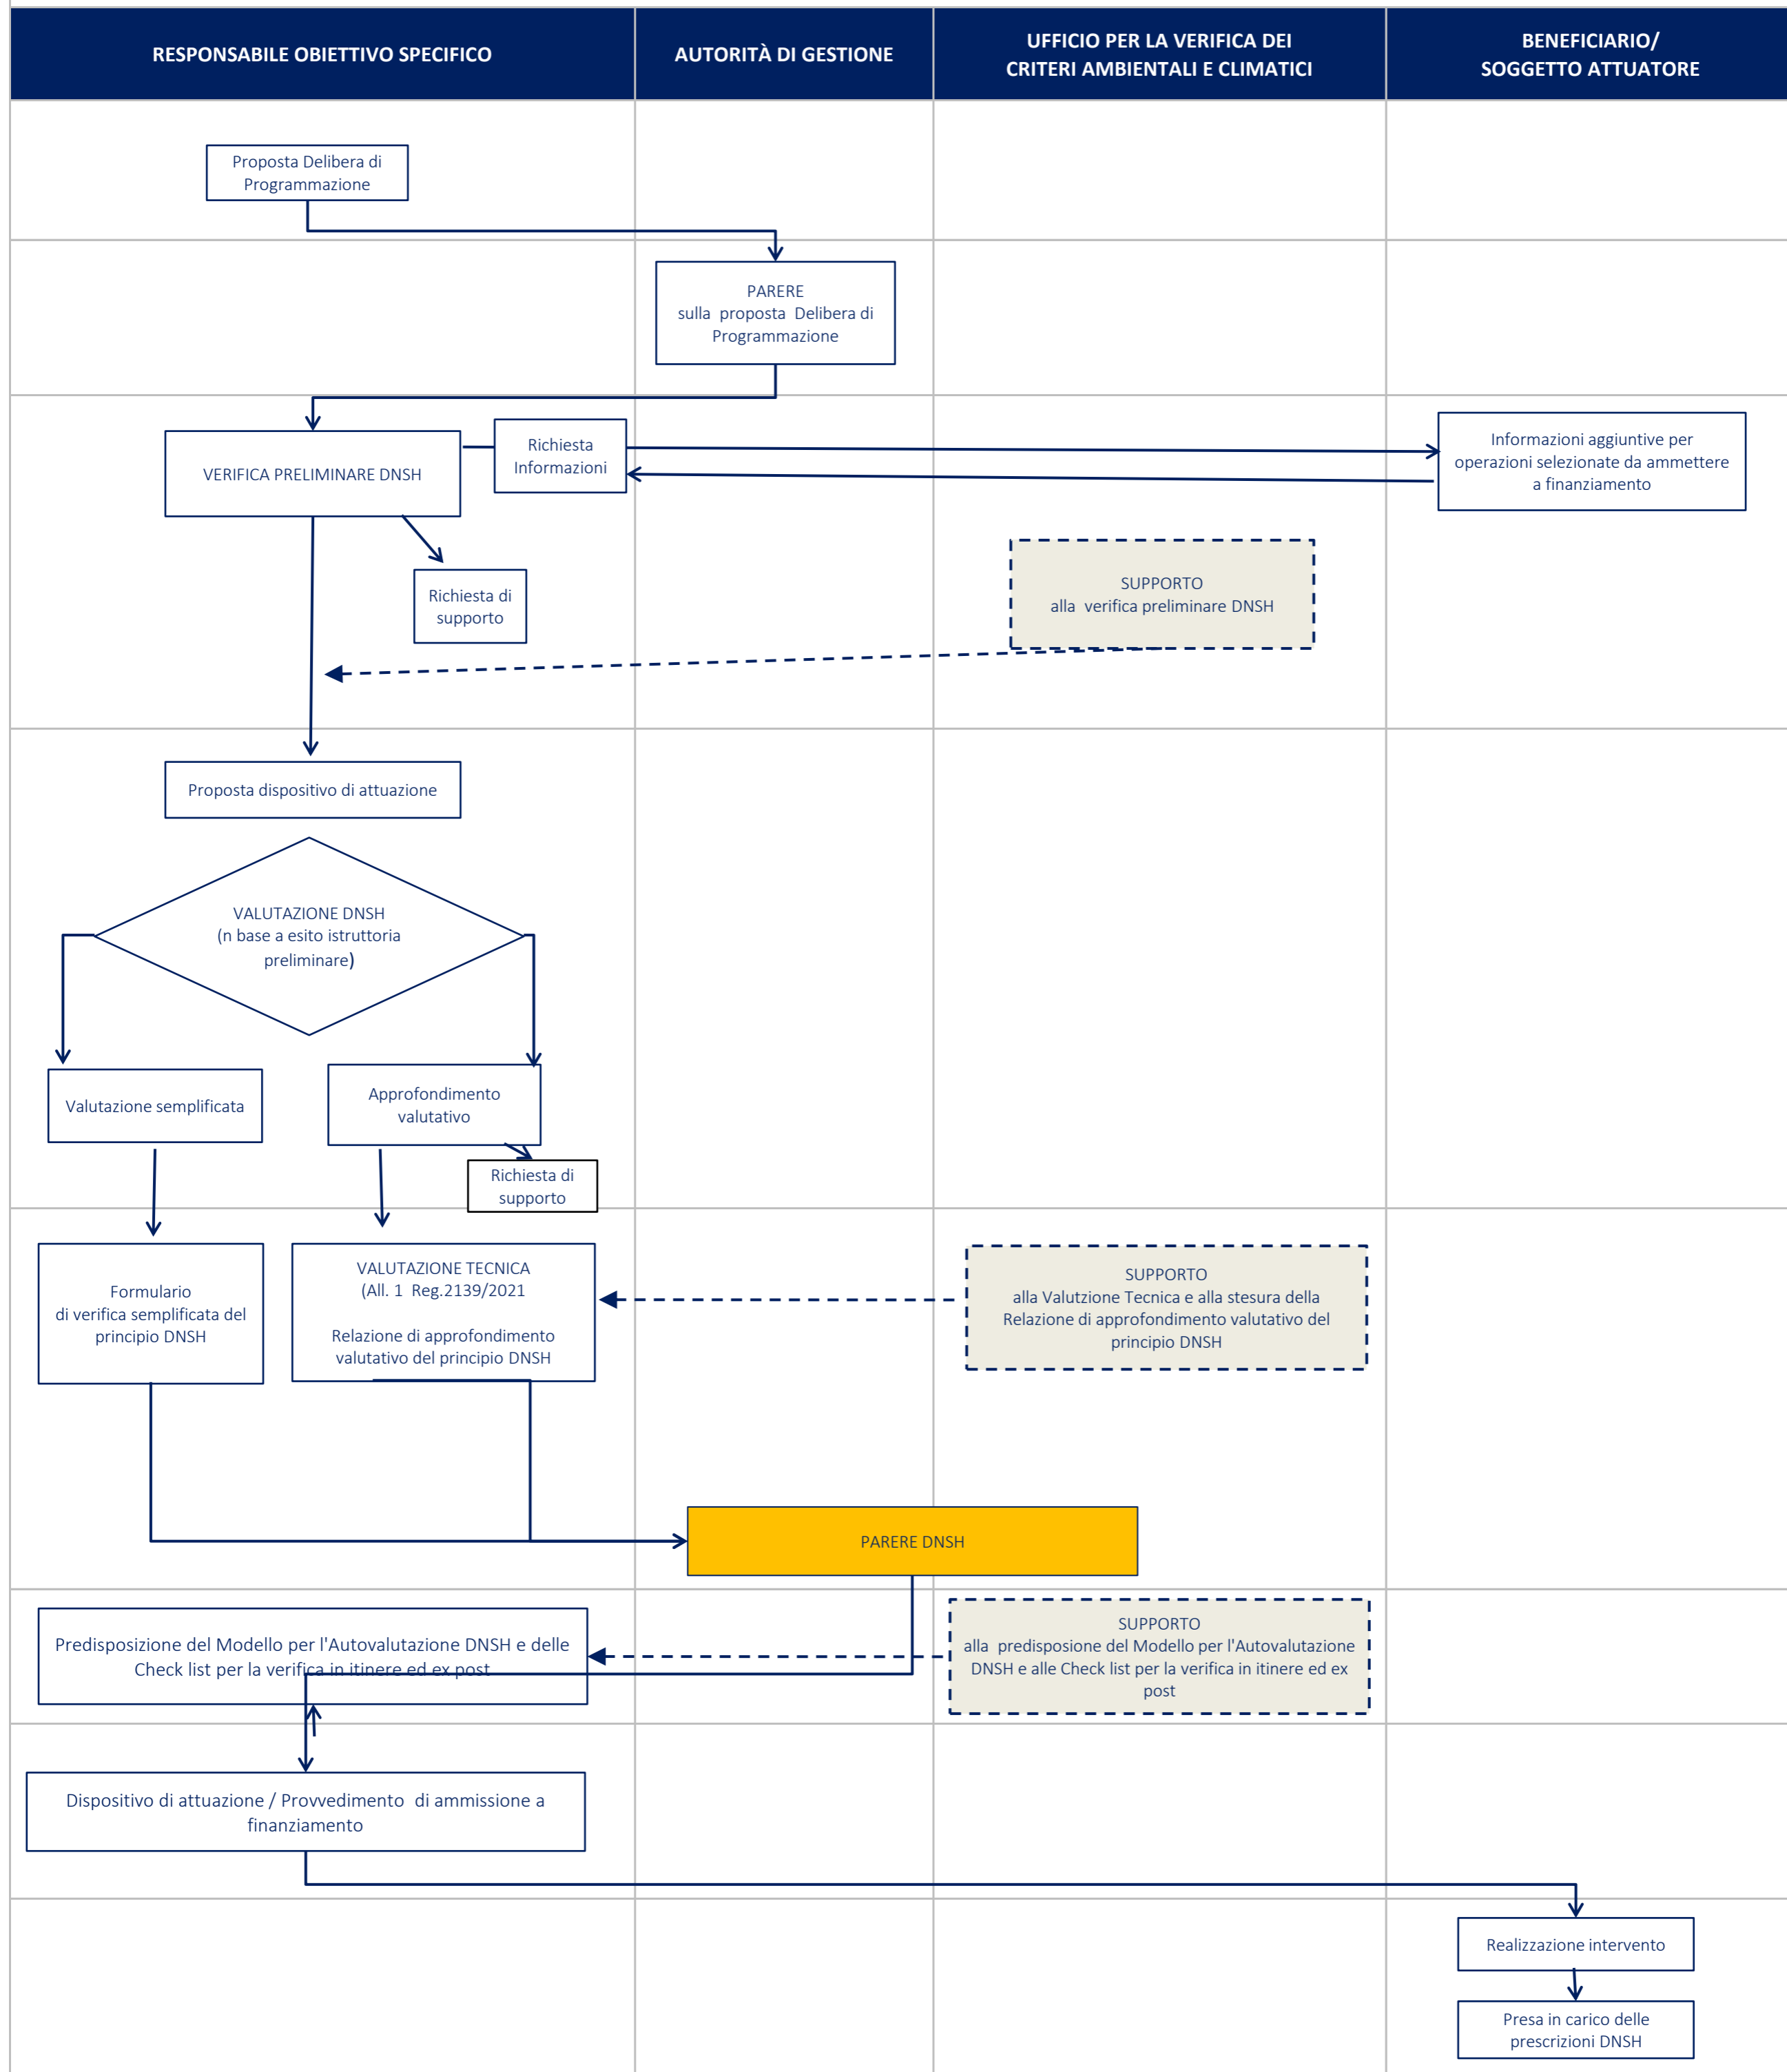 RESPONSABILE OBIETTIVO SPECIFICO
AUTORITÀ DI GESTIONE
UFFICIO PER LA VERIFICA DEI
CRITERI AMBIENTALI E CLIMATICI
BENEFICIARIO/
SOGGETTO ATTUATORE
Proposta Delibera di
Programmazione
PARERE
sulla proposta Delibera di
Programmazione
VERIFICA PRELIMINARE DNSH
Richiesta
Informazioni
Informazioni aggiuntive per
operazioni selezionate da ammettere
a finanziamento
Richiesta di
supporto
SUPPORTO
alla verifica preliminare DNSH
Proposta dispositivo di attuazione
VALUTAZIONE DNSH
(n base a esito istruttoria
preliminare)
Valutazione semplificata
Approfondimento
valutativo
Richiesta di
supporto
Formulario
di verifica semplificata del
principio DNSH
VALUTAZIONE TECNICA
(All. 1 Reg.2139/2021
Relazione di approfondimento
valutativo del principio DNSH
SUPPORTO
alla Valutzione Tecnica e alla stesura della
Relazione di approfondimento valutativo del
principio DNSH
PARERE DNSH
Predisposizione del Modello per l'Autovalutazione DNSH e delle
Check list per la verifica in itinere ed ex post
SUPPORTO
alla predisposione del Modello per l'Autovalutazione
DNSH e alle Check list per la verifica in itinere ed ex
post
Dispositivo di attuazione / Provvedimento di ammissione a
finanziamento
Realizzazione intervento
Presa in carico delle
prescrizioni DNSH